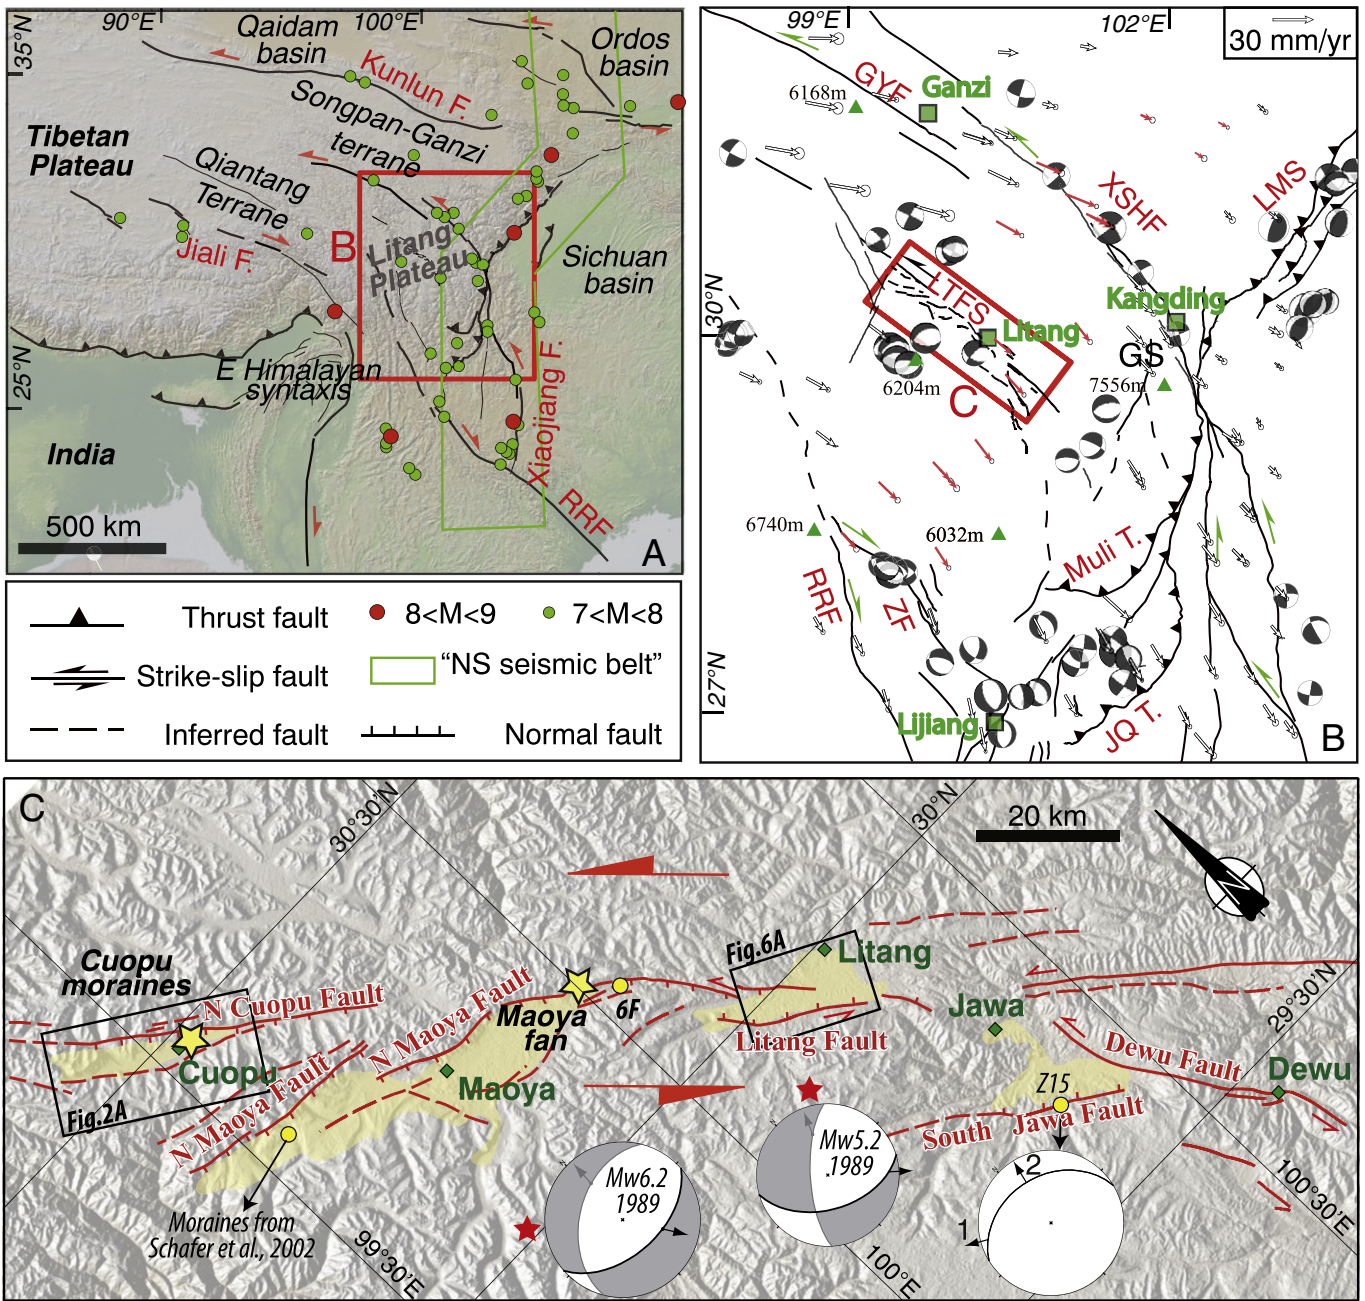 90°E
100°E
35°N
25°N
Qaidam
basin
Ordos
basin
Kunlun F.
Songpan-Ganzi
terrane
Tibetan
Plateau
Qiantang
Terrane
Jiali F.
B
Litang
Plateau
Sichuan
basin
E Himalayan
syntaxis
India
Xiaojiang F.
RRF
500 km
A
Thrust fault
8<M<9
7<M<8
Strike-slip fault
"NS seismic belt"
Inferred fault
Normal fault
99°E
102°E
30 mm/yr
30°N
27°N
GYF
Ganzi
6168m
XSHF
LMS
LTFS
Litang
Kangding
GS
6204m
7556m
C
6740m
6032m
Muli T.
RRF
ZF
Lijiang
JQ T.
B
C
30°30'N
30°N
20 km
N
Cuopu
moraines
N Cuopu Fault
Cuopu
Fig.2A
N Maoya Fault
N Maoya Fault
Maoya
fan
6F
Maoya
Fig.6A
Litang
Litang Fault
Jawa
29°30'N
Dewu Fault
Dewu
Z15
South Jawa Fault
Moraines from
Schafer et al., 2002
99°30'E
Mw6.2
1989
Mw5.2
1989
100°E
1
2
100°30'E